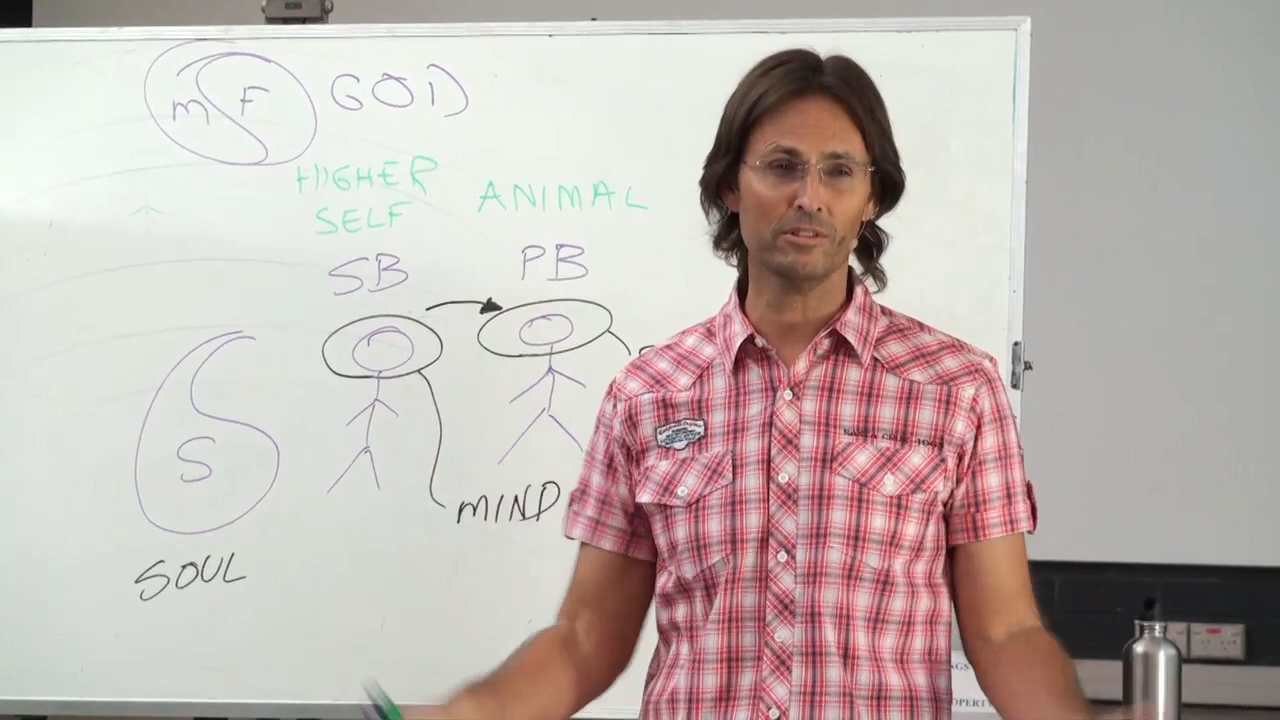 M F GOD
HIGHER
SELF
ANIMAL
SB
PB
S
MIND
SOUL